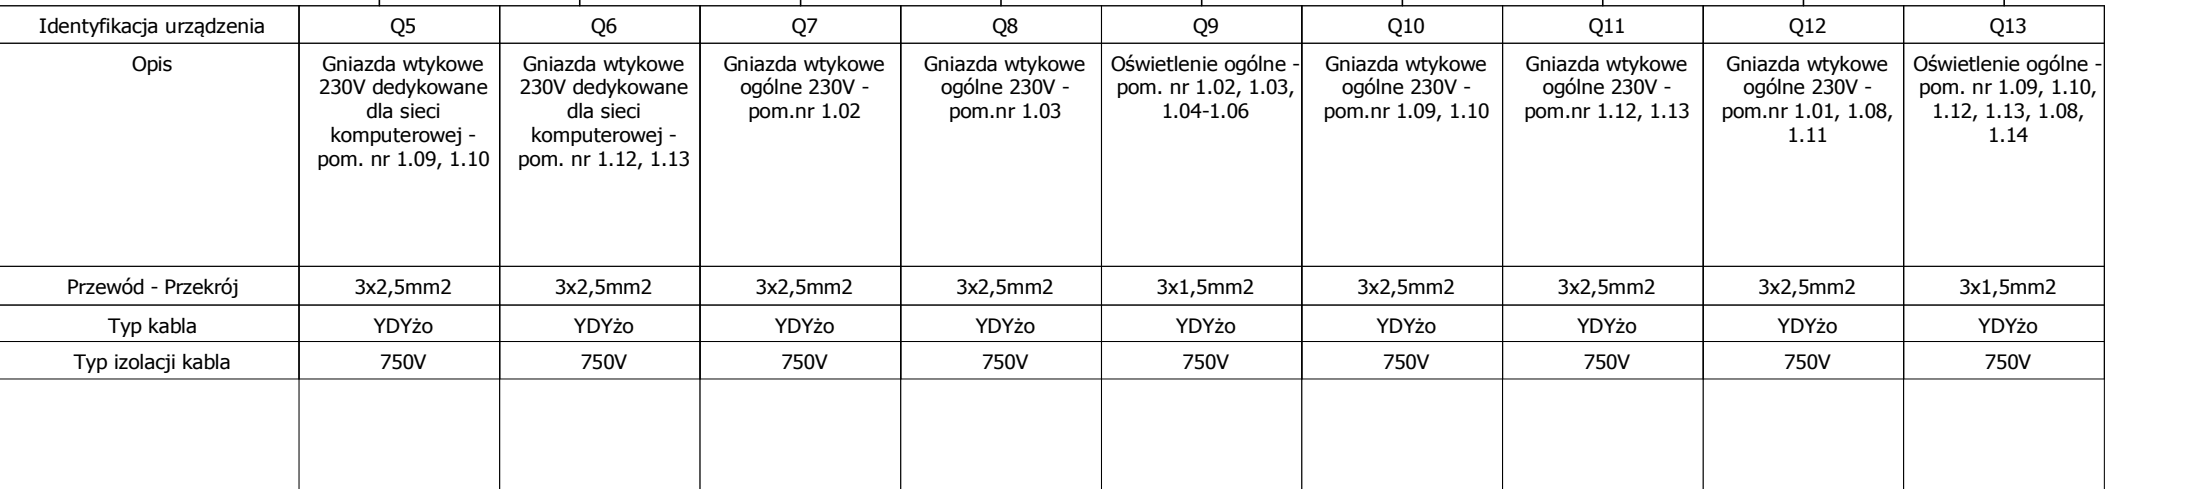 Identyfikacja urządzenia Q5 Q6 Q7 Q8 Q9 Q10 Q11 Q12 Q13
Opis
Gniazda wtykowe
230V dedykowane
dla sieci
komputerowej -
pom. nr 1.09, 1.10
Gniazda wtykowe
230V dedykowane
dla sieci
komputerowej -
pom. nr 1.12, 1.13
Gniazda wtykowe
ogólne 230V -
pom.nr 1.02
Gniazda wtykowe
ogólne 230V -
pom.nr 1.03
Oświetlenie ogólne -
pom. nr 1.02, 1.03,
1.04-1.06
Gniazda wtykowe
ogólne 230V -
pom.nr 1.09, 1.10
Gniazda wtykowe
ogólne 230V -
pom.nr 1.12, 1.13
Gniazda wtykowe
ogólne 230V -
pom.nr 1.01, 1.08,
1.11
Oświetlenie ogólne -
pom. nr 1.09, 1.10,
1.12, 1.13, 1.08,
1.14
Przewód - Przekrój 3x2,5mm2 3x2,5mm2 3x2,5mm2 3x2,5mm2 3x1,5mm2 3x2,5mm2 3x2,5mm2 3x2,5mm2 3x1,5mm2
Typ kabla YDYżo YDYżo YDYżo YDYżo YDYżo YDYżo YDYżo YDYżo YDYżo
Typ izolacji kabla 750V 750V 750V 750V 750V 750V 750V 750V 750V